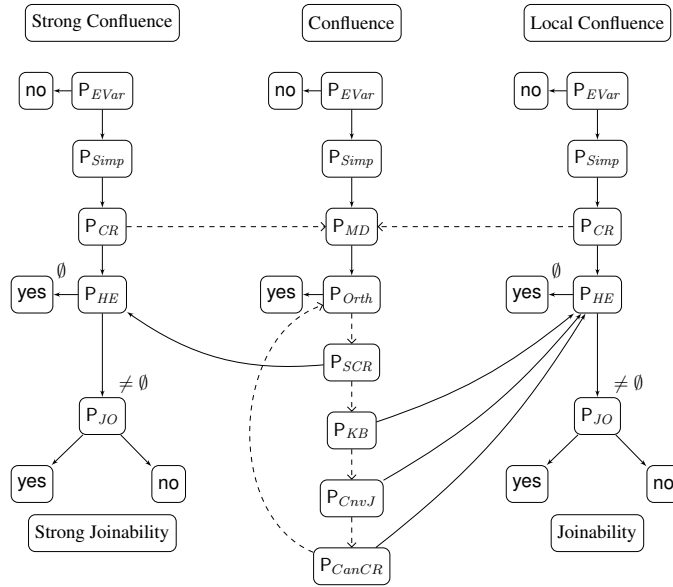 Strong Confluence
Confluence
Local Confluence
no P_EVar
no P_EVar
no P_EVar
P_Simp
P_Simp
P_Simp
P_CR
P_MD
P_CR
∅
yes P_HE
yes P_Orth
∅
yes P_HE
P_SCR
≠ ∅
≠ ∅
P_JO
P_KB
P_JO
yes
no
P_CnvJ
yes
no
Strong Joinability
Joinability
P_CanCR